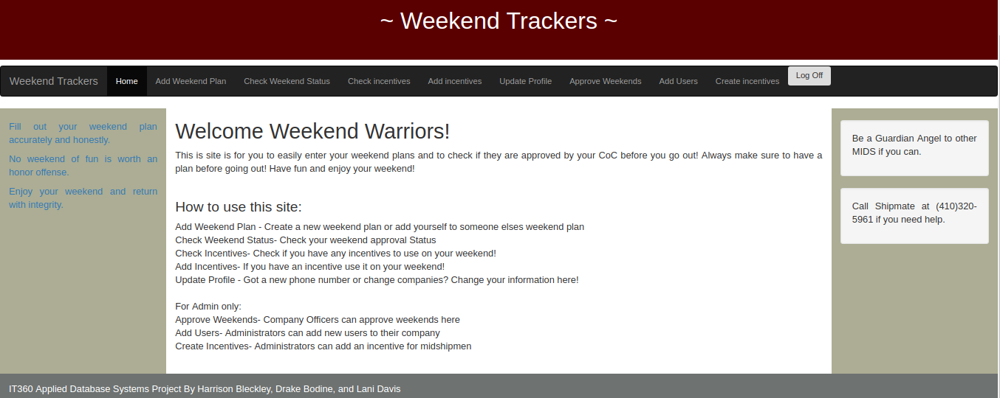 ~ Weekend Trackers ~
Weekend Trackers Home Add Weekend Plan Check Weekend Status Check incentives Add incentives Update Profile Approve Weekends Add Users Create incentives Log Off
Fill out your weekend plan
accurately and honestly.
No weekend of fun is worth an
honor offense.
Enjoy your weekend and return
with integrity.
Welcome Weekend Warriors!
This is site is for you to easily enter your weekend plans and to check if they are approved by your CoC before you go out! Always make sure to have a
plan before going out! Have fun and enjoy your weekend!
How to use this site:
Add Weekend Plan - Create a new weekend plan or add yourself to someone elses weekend plan
Check Weekend Status- Check your weekend approval Status
Check Incentives- Check if you have any incentives to use on your weekend!
Add Incentives- If you have an incentive use it on your weekend!
Update Profile - Got a new phone number or change companies? Change your information here!
For Admin only:
Approve Weekends- Company Officers can approve weekends here
Add Users- Administrators can add new users to their company
Create Incentives- Administrators can add an incentive for midshipmen
Be a Guardian Angel to other
MIDS if you can.
Call Shipmate at (410)320-
5961 if you need help.
IT360 Applied Database Systems Project By Harrison Bleckley, Drake Bodine, and Lani Davis